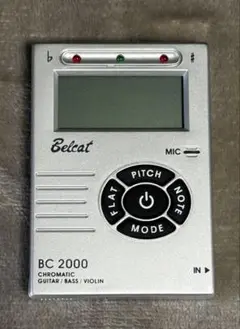 ♭ ♯
Belcat
MIC
PITCH
FLAT
NOTE
MODE
BC 2000
CHROMATIC
GUITAR / BASS / VIOLIN
IN